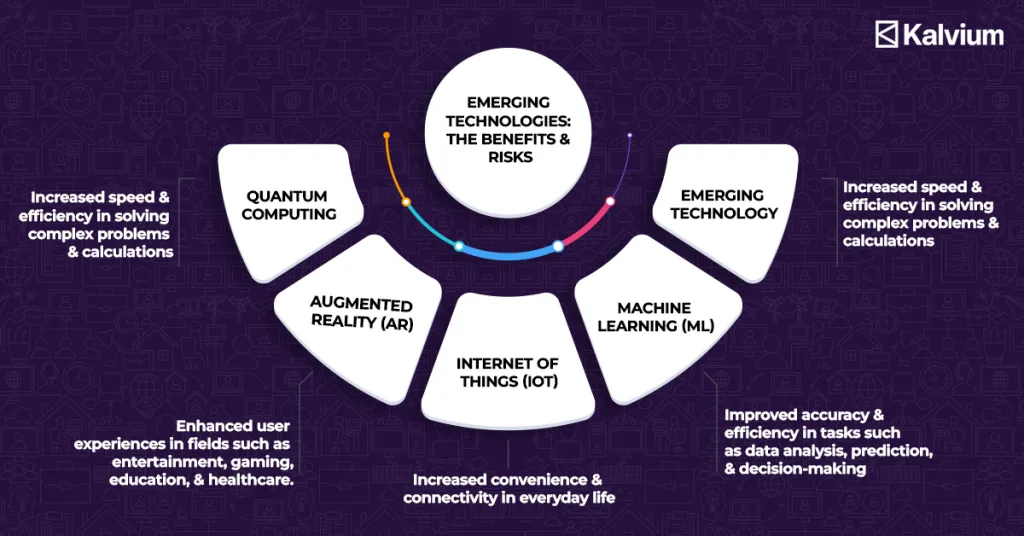 Kalvium
EMERGING
TECHNOLOGIES:
THE BENEFITS &
RISKS
QUANTUM
COMPUTING
Increased speed &
efficiency in solving
complex problems
& calculations
AUGMENTED
REALITY (AR)
Enhanced user
experiences in fields such as
entertainment, gaming,
education, & healthcare.
INTERNET OF
THINGS (IOT)
Increased convenience &
connectivity in everyday life
MACHINE
LEARNING (ML)
Improved accuracy &
efficiency in tasks such
as data analysis, prediction,
& decision-making
EMERGING
TECHNOLOGY
Increased speed &
efficiency in solving
complex problems &
calculations